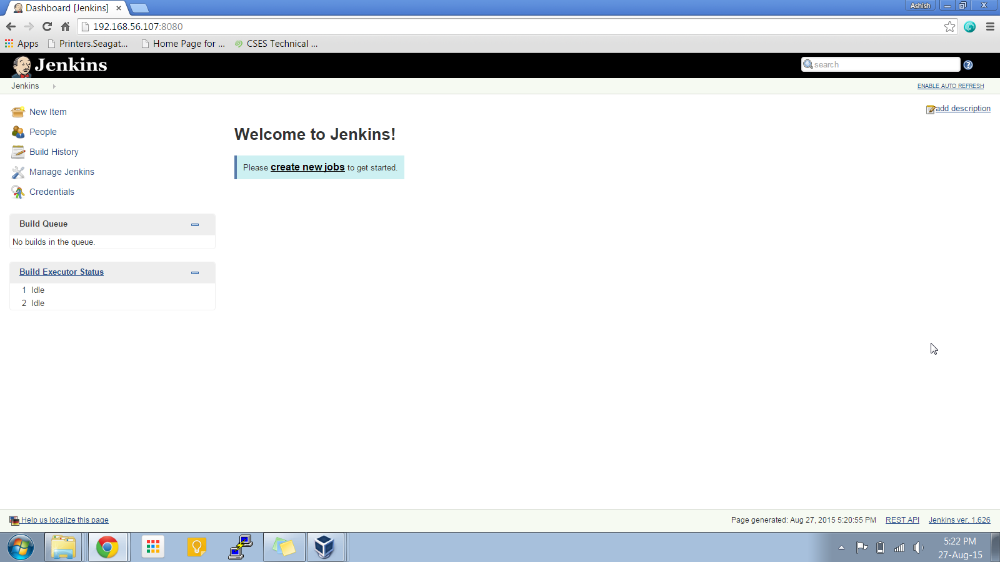 Dashboard [Jenkins]
Ashish
192.168.56.107:8080
Apps Printers.Seagat... Home Page for ... CSES Technical ...
Jenkins
search
?
Jenkins
ENABLE AUTO REFRESH
New Item
add description
People
Welcome to Jenkins!
Build History
Please create new jobs to get started.
Manage Jenkins
Credentials
Build Queue
No builds in the queue.
Build Executor Status
1 Idle
2 Idle
Help us localize this page
Page generated: Aug 27, 2015 5:20:55 PM REST API Jenkins ver. 1.626
5:22 PM
27-Aug-15